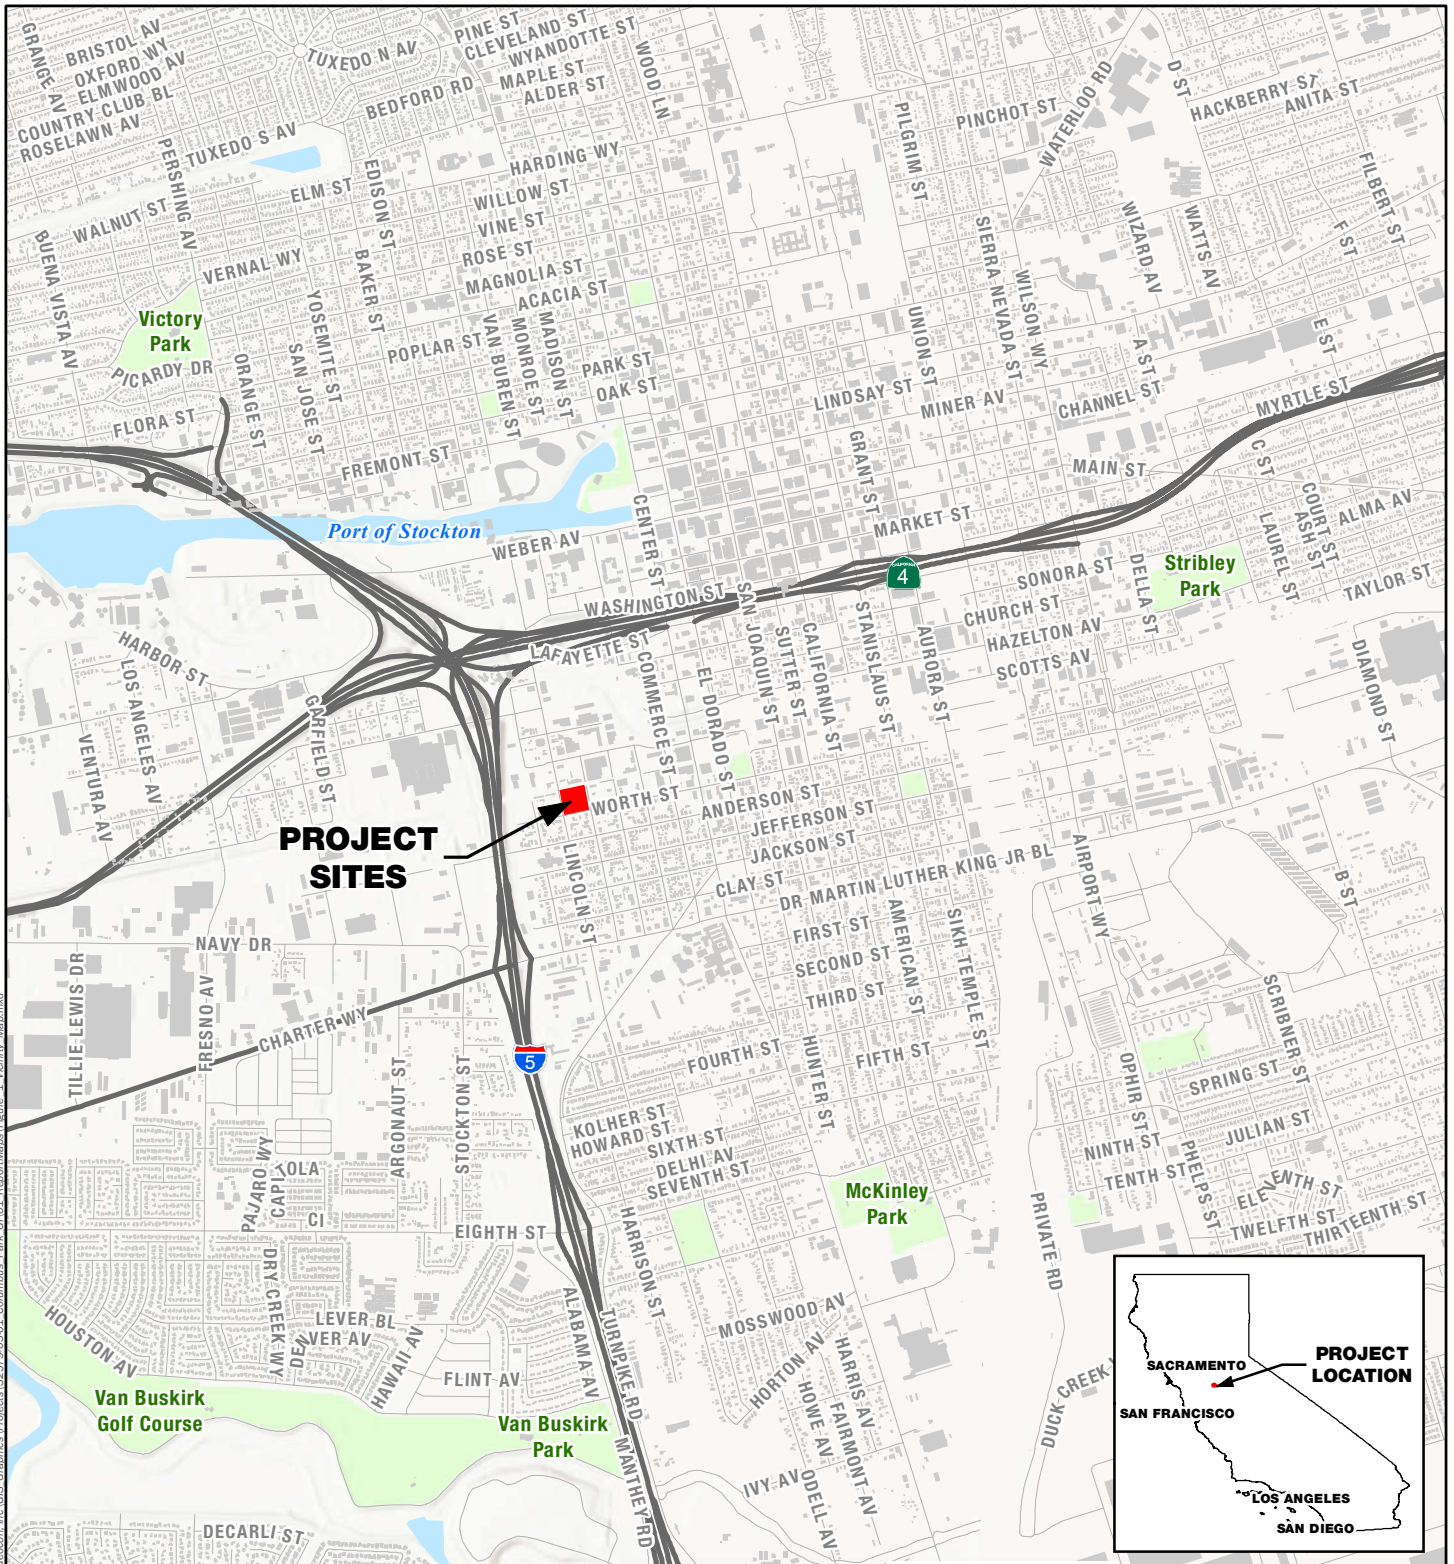 GRANGE AV
BRISTOL AV
OXFORD WY
ELMWOOD AV
COUNTRY CLUB BL
ROSELAWN AV
TUXEDO N AV
PINE ST
CLEVELAND ST
WYANDOTTE ST
MAPLE ST
ALDER ST
WOOD LN
BEDFORD RD
PERSHING AV
TUXEDO S AV
HARDING WY
PILGRIM ST
PINCHOT ST
WATERLOO RD
D ST
HACKBERRY ST
ANITA ST
FILBERT ST
F ST
WALNUT ST
BUENA VISTA AV
ELM ST
EDISON ST
WILLOW ST
VINE ST
ROSE ST
MAGNOLIA ST
ACACIA ST
VERNAL WY
BAKER ST
YOSEMITE ST
SAN JOSE ST
ORANGE ST
Victory
Park
PICARDY DR
FLORA ST
POPLAR ST
VAN BUREN ST
MONROE ST
MADISON ST
PARK ST
OAK ST
FREMONT ST
SIERRA NEVADA ST
WILSON WY
WIZARD AV
WATTS AV
UNION ST
A ST
E ST
LINDSAY ST
MINER AV
CHANNEL ST
MYRTLE ST
MAIN ST
C ST
GRANT ST
MARKET ST
COURT ST
ASH ST
LAUREL ST
ALMA AV
TAYLOR ST
Port of Stockton
WEBER AV
CENTER ST
WASHINGTON ST
LAFAYETTE ST
CALIFORNIA
4
SONORA ST
CHURCH ST
HAZELTON AV
SCOTTS AV
DELLA ST
Stribley
Park
DIAMOND ST
HARBOR ST
LOS ANGELES AV
VENTURA AV
GARFIELD ST
COMMERCE ST
EL DORADO ST
SAN JOAQUIN ST
SUTTER ST
CALIFORNIA ST
STANISLAUS ST
AURORA ST
PROJECT
SITES
WORTH ST
ANDERSON ST
JEFFERSON ST
JACKSON ST
CLAY ST
DR MARTIN LUTHER KING JR BL
AIRPORT WY
B ST
LINCOLN ST
FIRST ST
SECOND ST
THIRD ST
AMERICAN ST
SIKH TEMPLE ST
NAVY DR
TILLIE LEWIS DR
FRESNO AV
CHARTER WY
ARGONAUT ST
STOCKTON ST
5
FOURTH ST
FIFTH ST
HUNTER ST
SCRIBNER ST
SPRING ST
OPHIR ST
KOLHER ST
HOWARD ST
SIXTH ST
DELHI AV
SEVENTH ST
NINTH ST
TENTH ST
PHELPS ST
JULIAN ST
ELEVENTH ST
TWELFTH ST
THIRTEENTH ST
PAJARO WY
CAPITOLA
CI
EIGHTH ST
HARRISON ST
McKinley
Park
PRIVATE RD
DRY CREEK WY
LEVER BL
DENVER AV
HAWAII AV
FLINT AV
ALABAMA AV
TURNPIKE RD
MANTHEY RD
HOUSTON AV
Van Buskirk
Golf Course
Van Buskirk
Park
DECARLI ST
MOSSWOOD AV
HORTON AV
HARRIS AV
FAIRMONT AV
HOWE AV
ODELL AV
IVY AV
DUCK CREEK
SACRAMENTO
PROJECT
LOCATION
SAN FRANCISCO
LOS ANGELES
SAN DIEGO